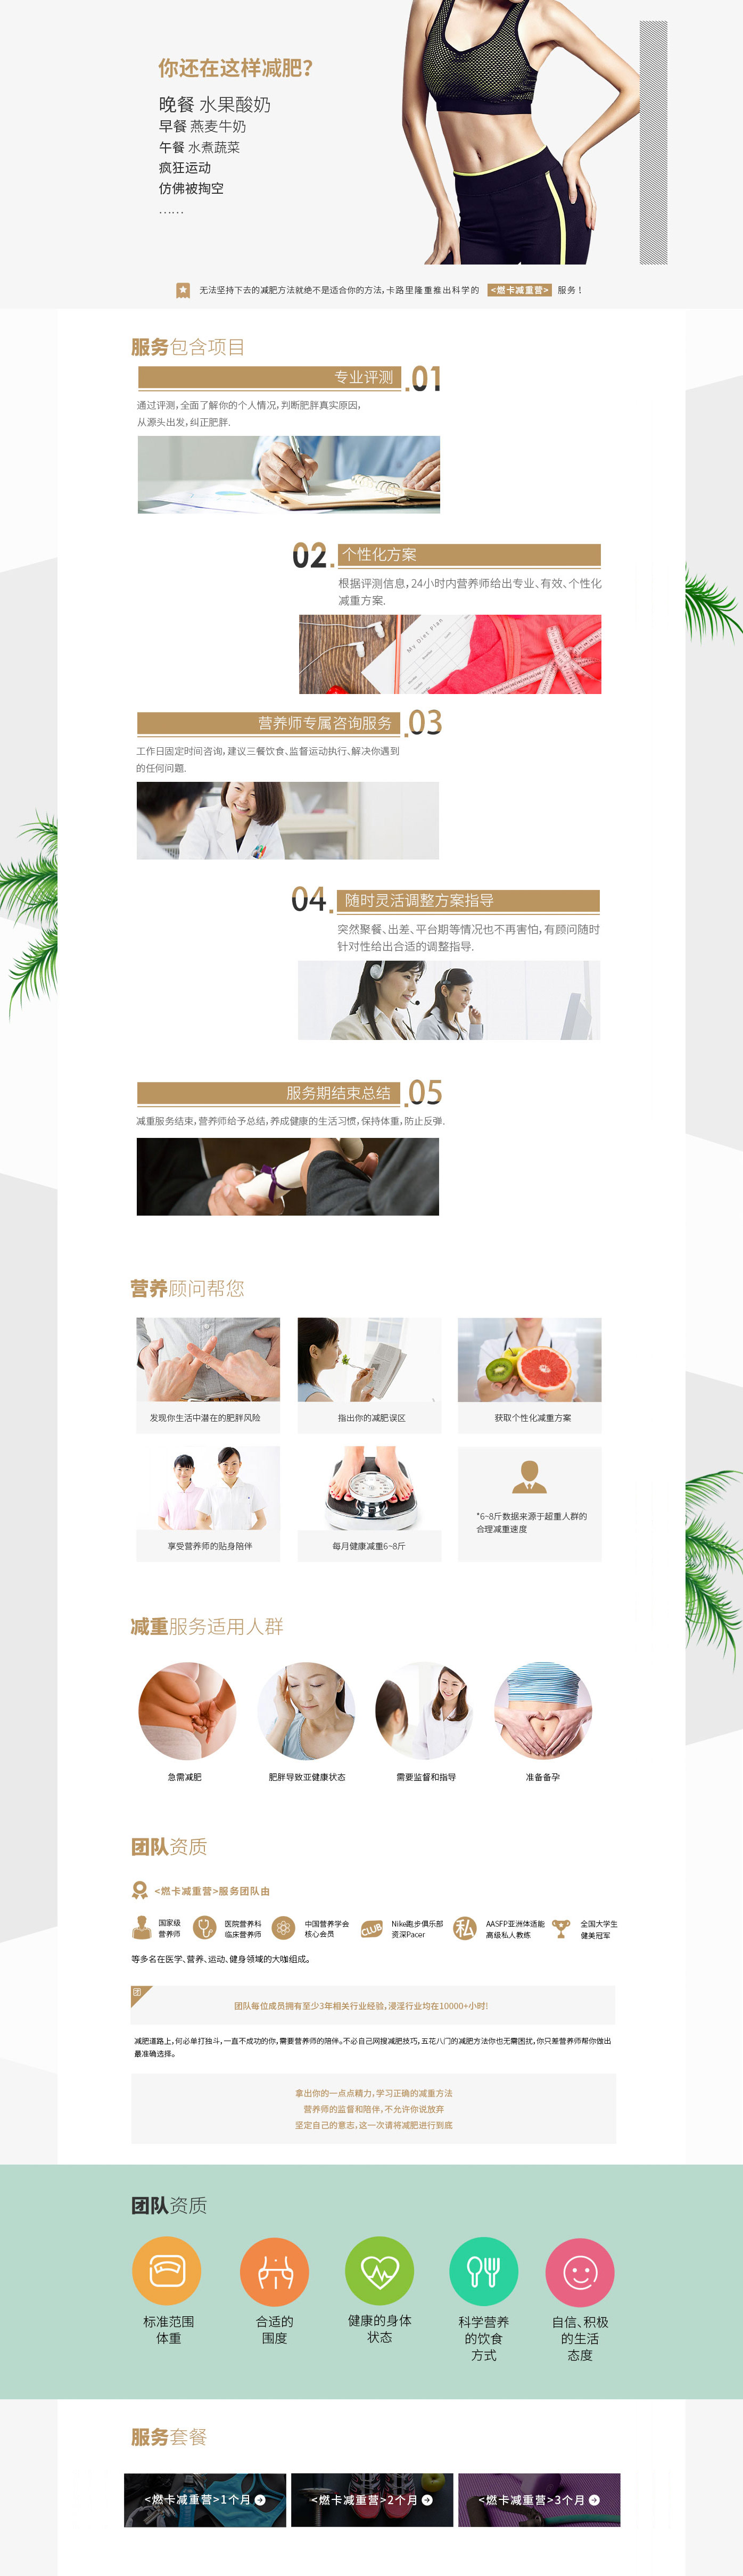 你还在这样减肥?
晚餐 水果酸奶
早餐 燕麦牛奶
午餐 水煮蔬菜
疯狂运动
仿佛被掏空
……
无法坚持下去的减肥方法就绝不是适合你的方法,卡路里隆重推出科学的 <燃卡减重营> 服务!
服务包含项目
专业评测 .01
通过评测,全面了解你的个人情况,判断肥胖真实原因,
从源头出发,纠正肥胖.
02. 个性化方案
根据评测信息,24小时内营养师给出专业、有效、个性化
减重方案.
My Diet Plan
营养师专属咨询服务 .03
工作日固定时间咨询,建议三餐饮食、监督运动执行、解决你遇到
的任何问题.
04. 随时灵活调整方案指导
突然聚餐、出差、平台期等情况也不再害怕,有顾问随时
针对性给出合适的调整指导.
服务期结束总结 .05
减重服务结束,营养师给予总结,养成健康的生活习惯,保持体重,防止反弹.
营养顾问帮您
发现你生活中潜在的肥胖风险
指出你的减肥误区
获取个性化减重方案
享受营养师的贴身陪伴
每月健康减重6~8斤
*6~8斤数据来源于超重人群的
合理减重速度
减重服务适用人群
急需减肥
肥胖导致亚健康状态
需要监督和指导
准备备孕
团队资质
<燃卡减重营>服务团队由
国家级
营养师
医院营养科
临床营养师
中国营养学会
核心会员
CLUB
Nike跑步俱乐部
资深Pacer
私
AASFP亚洲体适能
高级私人教练
全国大学生
健美冠军
等多名在医学、营养、运动、健身领域的大咖组成。
团
团队每位成员拥有至少3年相关行业经验,浸淫行业均在10000+小时!
减肥道路上,何必单打独斗,一直不成功的你,需要营养师的陪伴。不必自己网搜减肥技巧,五花八门的减肥方法你也无需困扰,你只差营养师帮你做出
最准确选择。
拿出你的一点点精力,学习正确的减重方法
营养师的监督和陪伴,不允许你说放弃
坚定自己的意志,这一次请将减肥进行到底
团队资质
标准范围
体重
合适的
围度
健康的身体
状态
科学营养
的饮食
方式
自信、积极
的生活
态度
服务套餐
<燃卡减重营>1个月
<燃卡减重营>2个月
<燃卡减重营>3个月